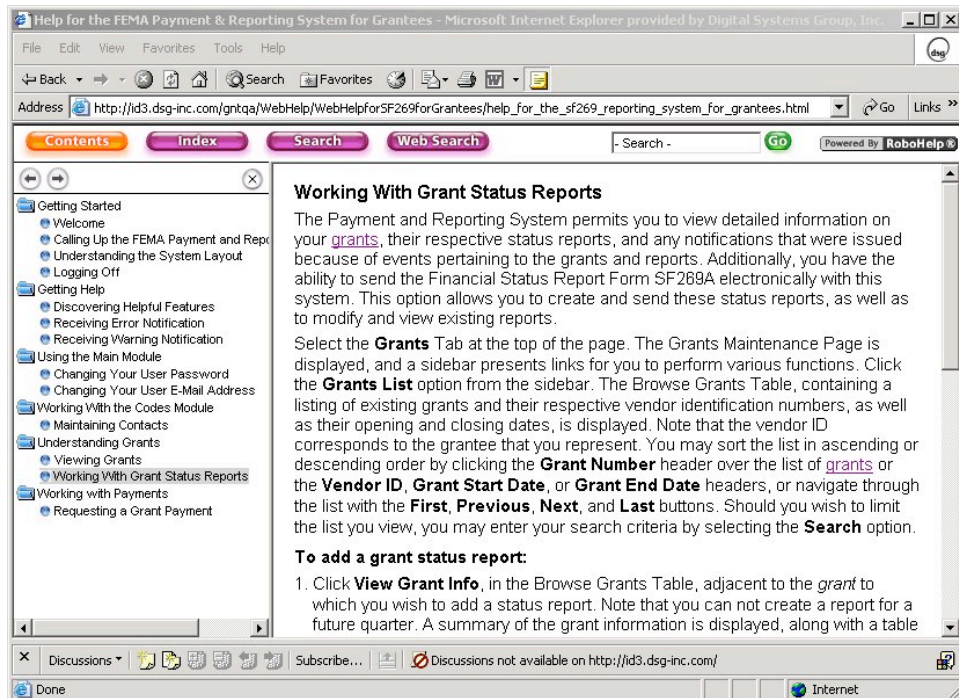 Help for the FEMA Payment & Reporting System for Grantees - Microsoft Internet Explorer provided by Digital Systems Group, Inc.
File Edit View Favorites Tools Help
dsg
Back Search Favorites
Address http://id3.dsg-inc.com/gntqa/WebHelp/WebHelpforSF269forGrantees/help_for_the_sf269_reporting_system_for_grantees.html Go Links »
Contents Index Search Web Search - Search - Go Powered By RoboHelp®
Getting Started
Welcome
Calling Up the FEMA Payment and Repo
Understanding the System Layout
Logging Off
Getting Help
Discovering Helpful Features
Receiving Error Notification
Receiving Warning Notification
Using the Main Module
Changing Your User Password
Changing Your User E-Mail Address
Working With the Codes Module
Maintaining Contacts
Understanding Grants
Viewing Grants
Working With Grant Status Reports
Working with Payments
Requesting a Grant Payment
Working With Grant Status Reports
The Payment and Reporting System permits you to view detailed information on
your grants, their respective status reports, and any notifications that were issued
because of events pertaining to the grants and reports. Additionally, you have the
ability to send the Financial Status Report Form SF269A electronically with this
system. This option allows you to create and send these status reports, as well as
to modify and view existing reports.
Select the Grants Tab at the top of the page. The Grants Maintenance Page is
displayed, and a sidebar presents links for you to perform various functions. Click
the Grants List option from the sidebar. The Browse Grants Table, containing a
listing of existing grants and their respective vendor identification numbers, as well
as their opening and closing dates, is displayed. Note that the vendor ID
corresponds to the grantee that you represent. You may sort the list in ascending or
descending order by clicking the Grant Number header over the list of grants or
the Vendor ID, Grant Start Date, or Grant End Date headers, or navigate through
the list with the First, Previous, Next, and Last buttons. Should you wish to limit
the list you view, you may enter your search criteria by selecting the Search option.
To add a grant status report:
1. Click View Grant Info, in the Browse Grants Table, adjacent to the grant to
which you wish to add a status report. Note that you can not create a report for a
future quarter. A summary of the grant information is displayed, along with a table
Discussions Subscribe... Discussions not available on http://id3.dsg-inc.com/
Done Internet